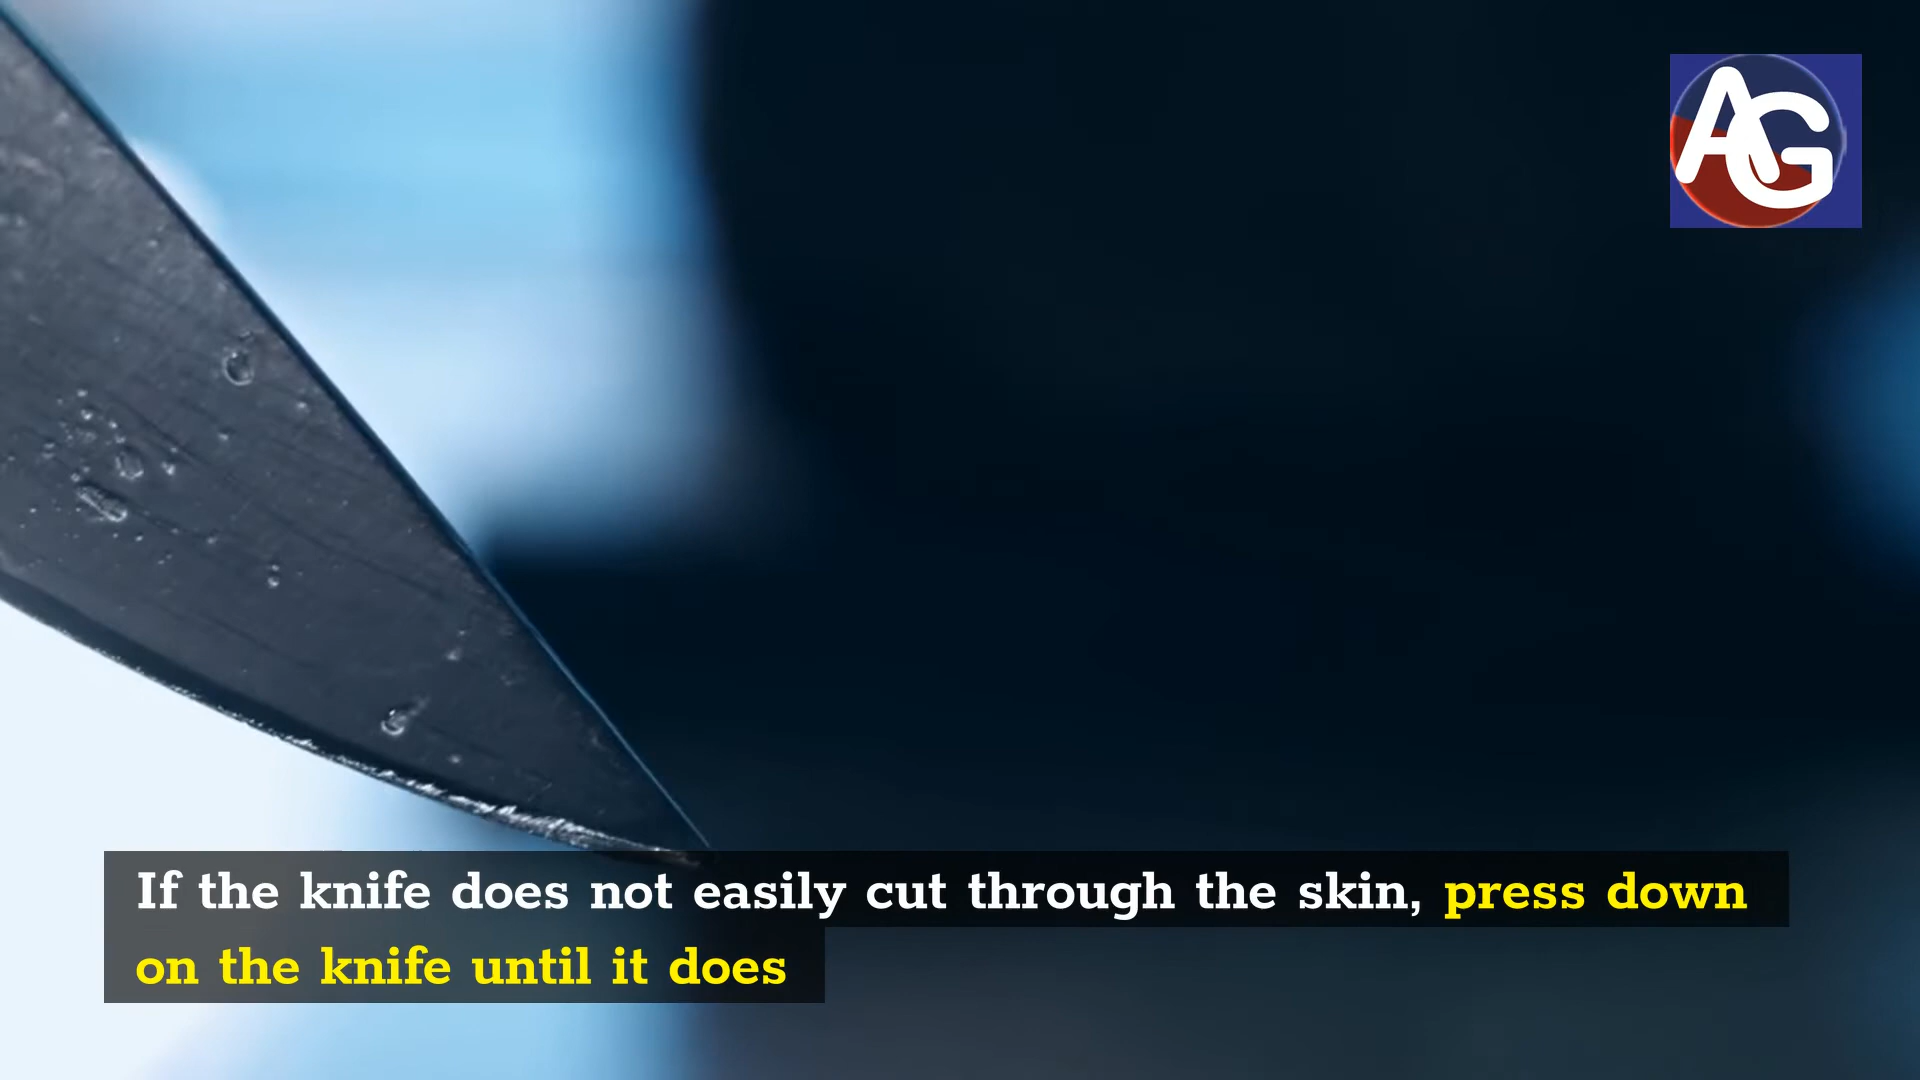 AG
If the knife does not easily cut through the skin, press down
on the knife until it does